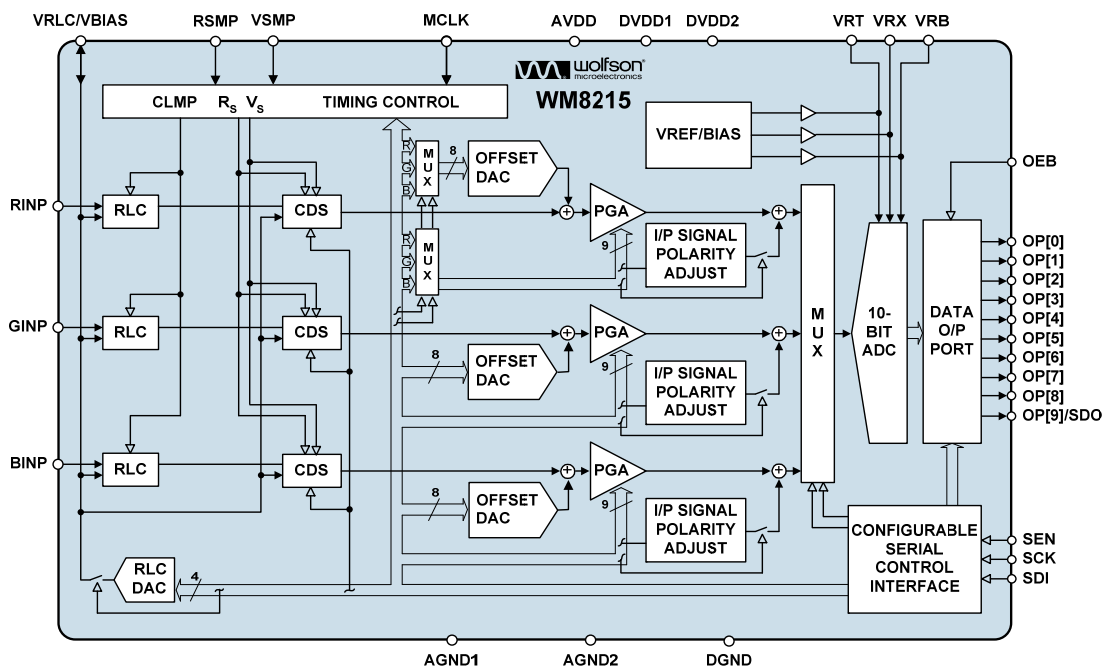 VRLC/VBIAS RSMP VSMP MCLK AVDD DVDD1 DVDD2 VRT VRX VRB
wolfson
microelectronics
WM8215
CLMP RS VS TIMING CONTROL
VREF/BIAS
OEB
R
G
B
MUX
8
OFFSET
DAC
RINP
RLC
CDS
PGA
9
I/P SIGNAL
POLARITY
ADJUST
R
G
B
MUX
GINP
RLC
CDS
8
OFFSET
DAC
PGA
9
I/P SIGNAL
POLARITY
ADJUST
BINP
RLC
CDS
8
OFFSET
DAC
PGA
9
I/P SIGNAL
POLARITY
ADJUST
MUX
10-
BIT
ADC
DATA
O/P
PORT
OP[0]
OP[1]
OP[2]
OP[3]
OP[4]
OP[5]
OP[6]
OP[7]
OP[8]
OP[9]/SDO
RLC
DAC
4
CONFIGURABLE
SERIAL
CONTROL
INTERFACE
SEN
SCK
SDI
AGND1 AGND2 DGND